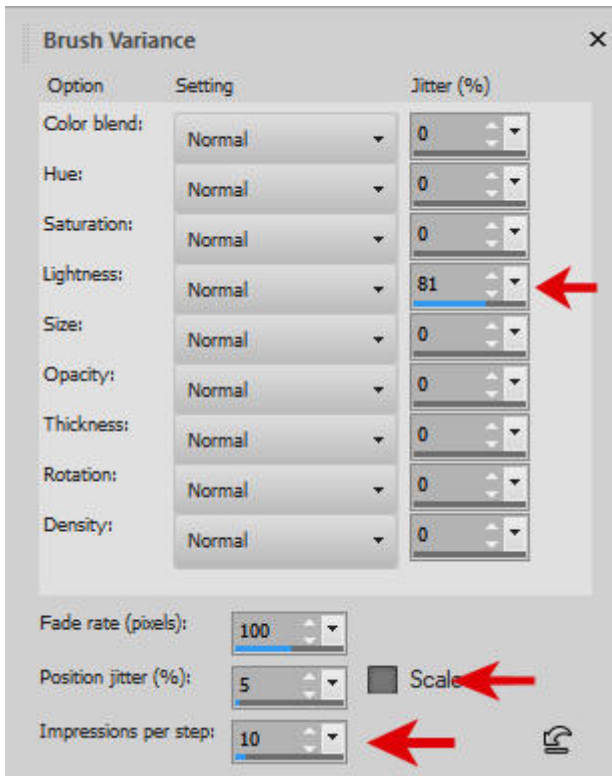 Brush Variance
Option Setting Jitter (%)
Color blend: Normal 0
Hue: Normal 0
Saturation: Normal 0
Lightness: Normal 81
Size: Normal 0
Opacity: Normal 0
Thickness: Normal 0
Rotation: Normal 0
Density: Normal 0
Fade rate (pixels): 100
Position jitter (%): 5 Scale
Impressions per step: 10